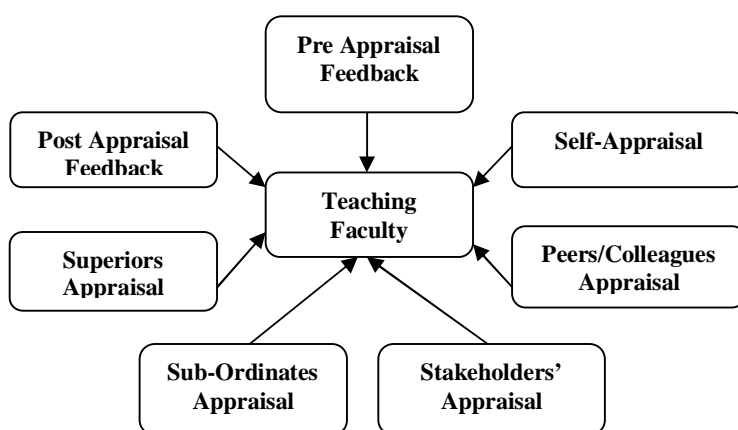 Pre Appraisal
Feedback
Post Appraisal
Feedback
Self-Appraisal
Teaching
Faculty
Superiors
Appraisal
Peers/Colleagues
Appraisal
Sub-Ordinates
Appraisal
Stakeholders’
Appraisal